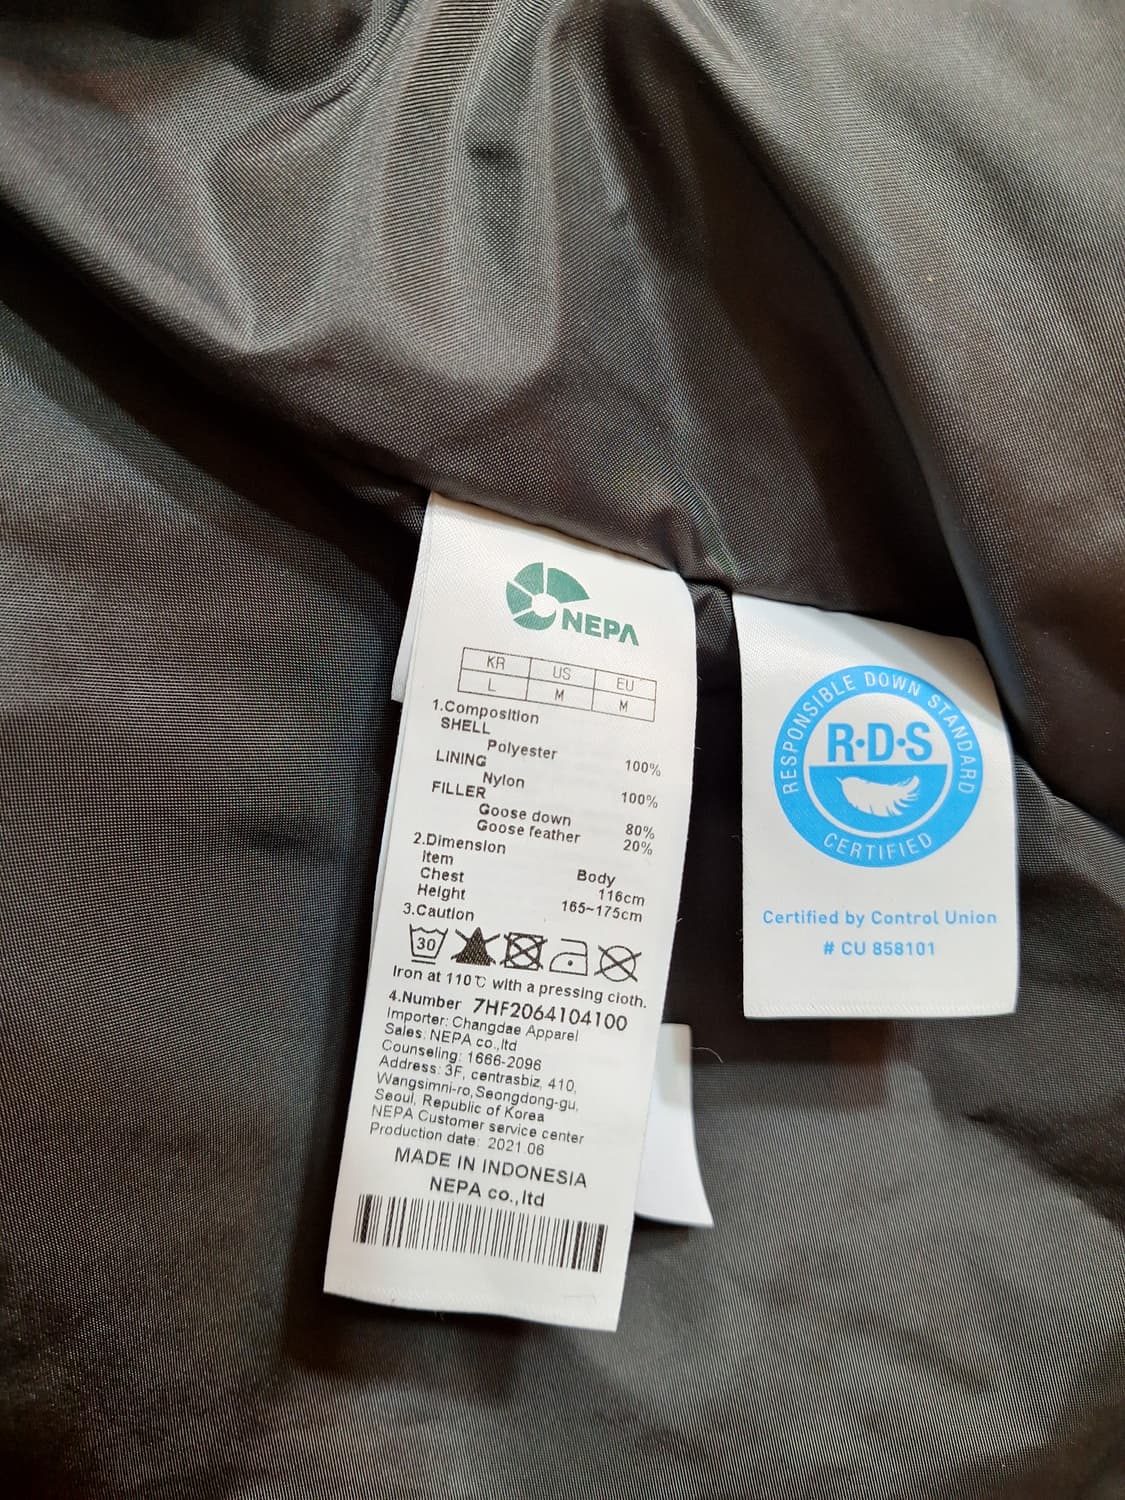 NEPA
KR US EU
L M M
1.Composition
SHELL
Polyester 100%
LINING
Nylon 100%
FILLER
Goose down 80%
Goose feather 20%
2.Dimension
Item Body
Chest 116cm
Height 165~175cm
3.Caution
30
Iron at 110℃ with a pressing cloth.
4.Number 7HF2064104100
Importer: Changdae Apparel
Sales: NEPA co.,ltd
Counseling: 1666-2096
Address: 3F, centrasbiz, 410,
Wangsimni-ro,Seongdong-gu,
Seoul, Republic of Korea
NEPA Customer service center
Production date: 2021.06
MADE IN INDONESIA
NEPA co.,ltd
RESPONSIBLE DOWN STANDARD
R·D·S
CERTIFIED
Certified by Control Union
# CU 858101